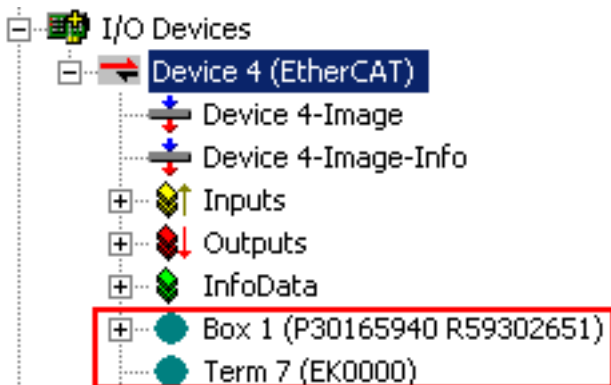 I/O Devices
Device 4 (EtherCAT)
Device 4-Image
Device 4-Image-Info
Inputs
Outputs
InfoData
Box 1 (P30165940 R59302651)
Term 7 (EK0000)